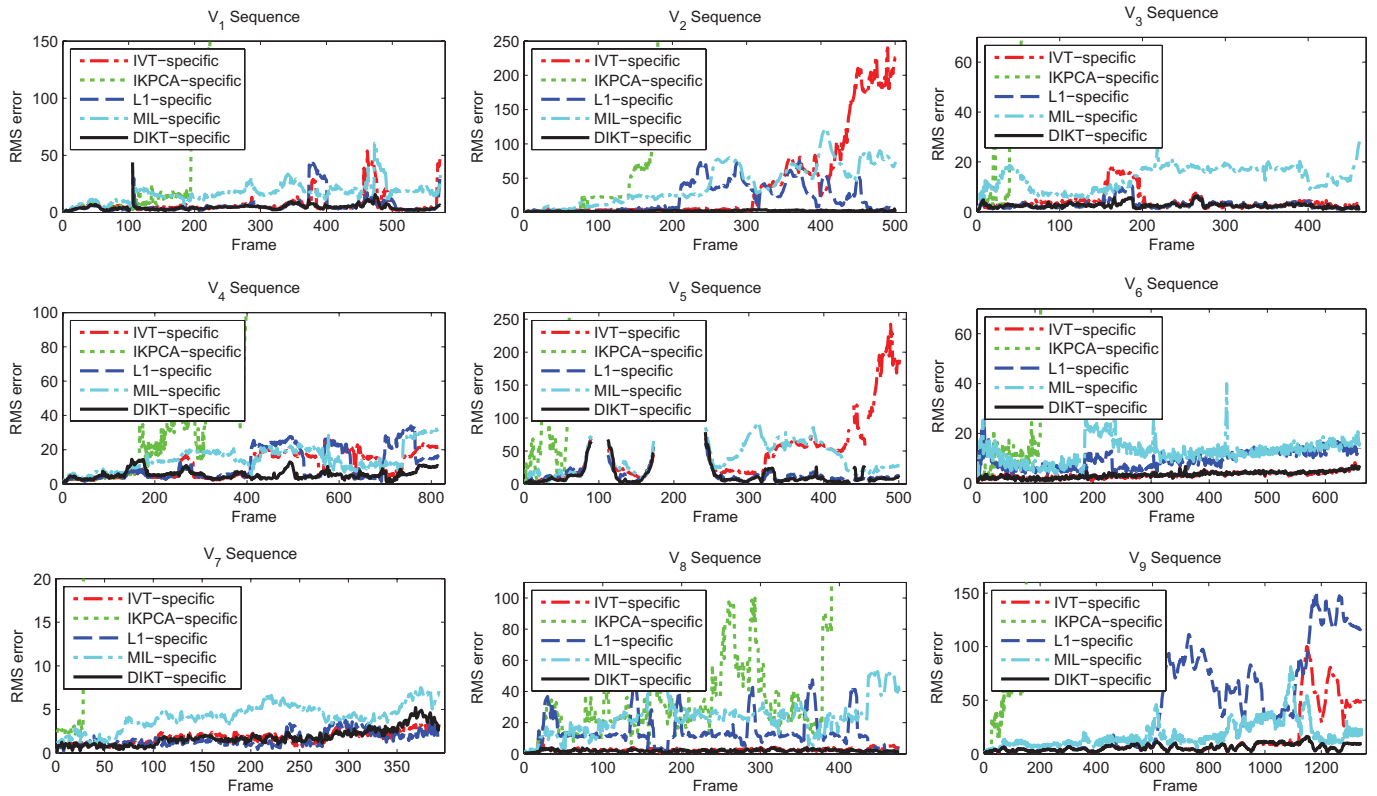 V1 Sequence
150
100
50
0
RMS error
IVT−specific
IKPCA−specific
L1−specific
MIL−specific
DIKT−specific
0 100 200 300 400 500
Frame
V2 Sequence
250
200
150
100
50
0
RMS error
IVT−specific
IKPCA−specific
L1−specific
MIL−specific
DIKT−specific
0 100 200 300 400 500
Frame
V3 Sequence
60
40
20
0
RMS error
IVT−specific
IKPCA−specific
L1−specific
MIL−specific
DIKT−specific
0 200 400
Frame
V4 Sequence
100
80
60
40
20
0
RMS error
IVT−specific
IKPCA−specific
L1−specific
MIL−specific
DIKT−specific
0 200 400 600 800
Frame
V5 Sequence
250
200
150
100
50
0
RMS error
IVT−specific
IKPCA−specific
L1−specific
MIL−specific
DIKT−specific
0 100 200 300 400 500
Frame
V6 Sequence
60
40
20
0
RMS error
IVT−specific
IKPCA−specific
L1−specific
MIL−specific
DIKT−specific
0 100 200 300 400 500 600
Frame
V7 Sequence
20
15
10
5
0
RMS error
IVT−specific
IKPCA−specific
L1−specific
MIL−specific
DIKT−specific
0 50 100 150 200 250 300 350
Frame
V8 Sequence
100
80
60
40
20
0
RMS error
IVT−specific
IKPCA−specific
L1−specific
MIL−specific
DIKT−specific
0 100 200 300 400
Frame
V9 Sequence
150
100
50
0
RMS error
IVT−specific
IKPCA−specific
L1−specific
MIL−specific
DIKT−specific
0 200 400 600 800 1000 1200
Frame